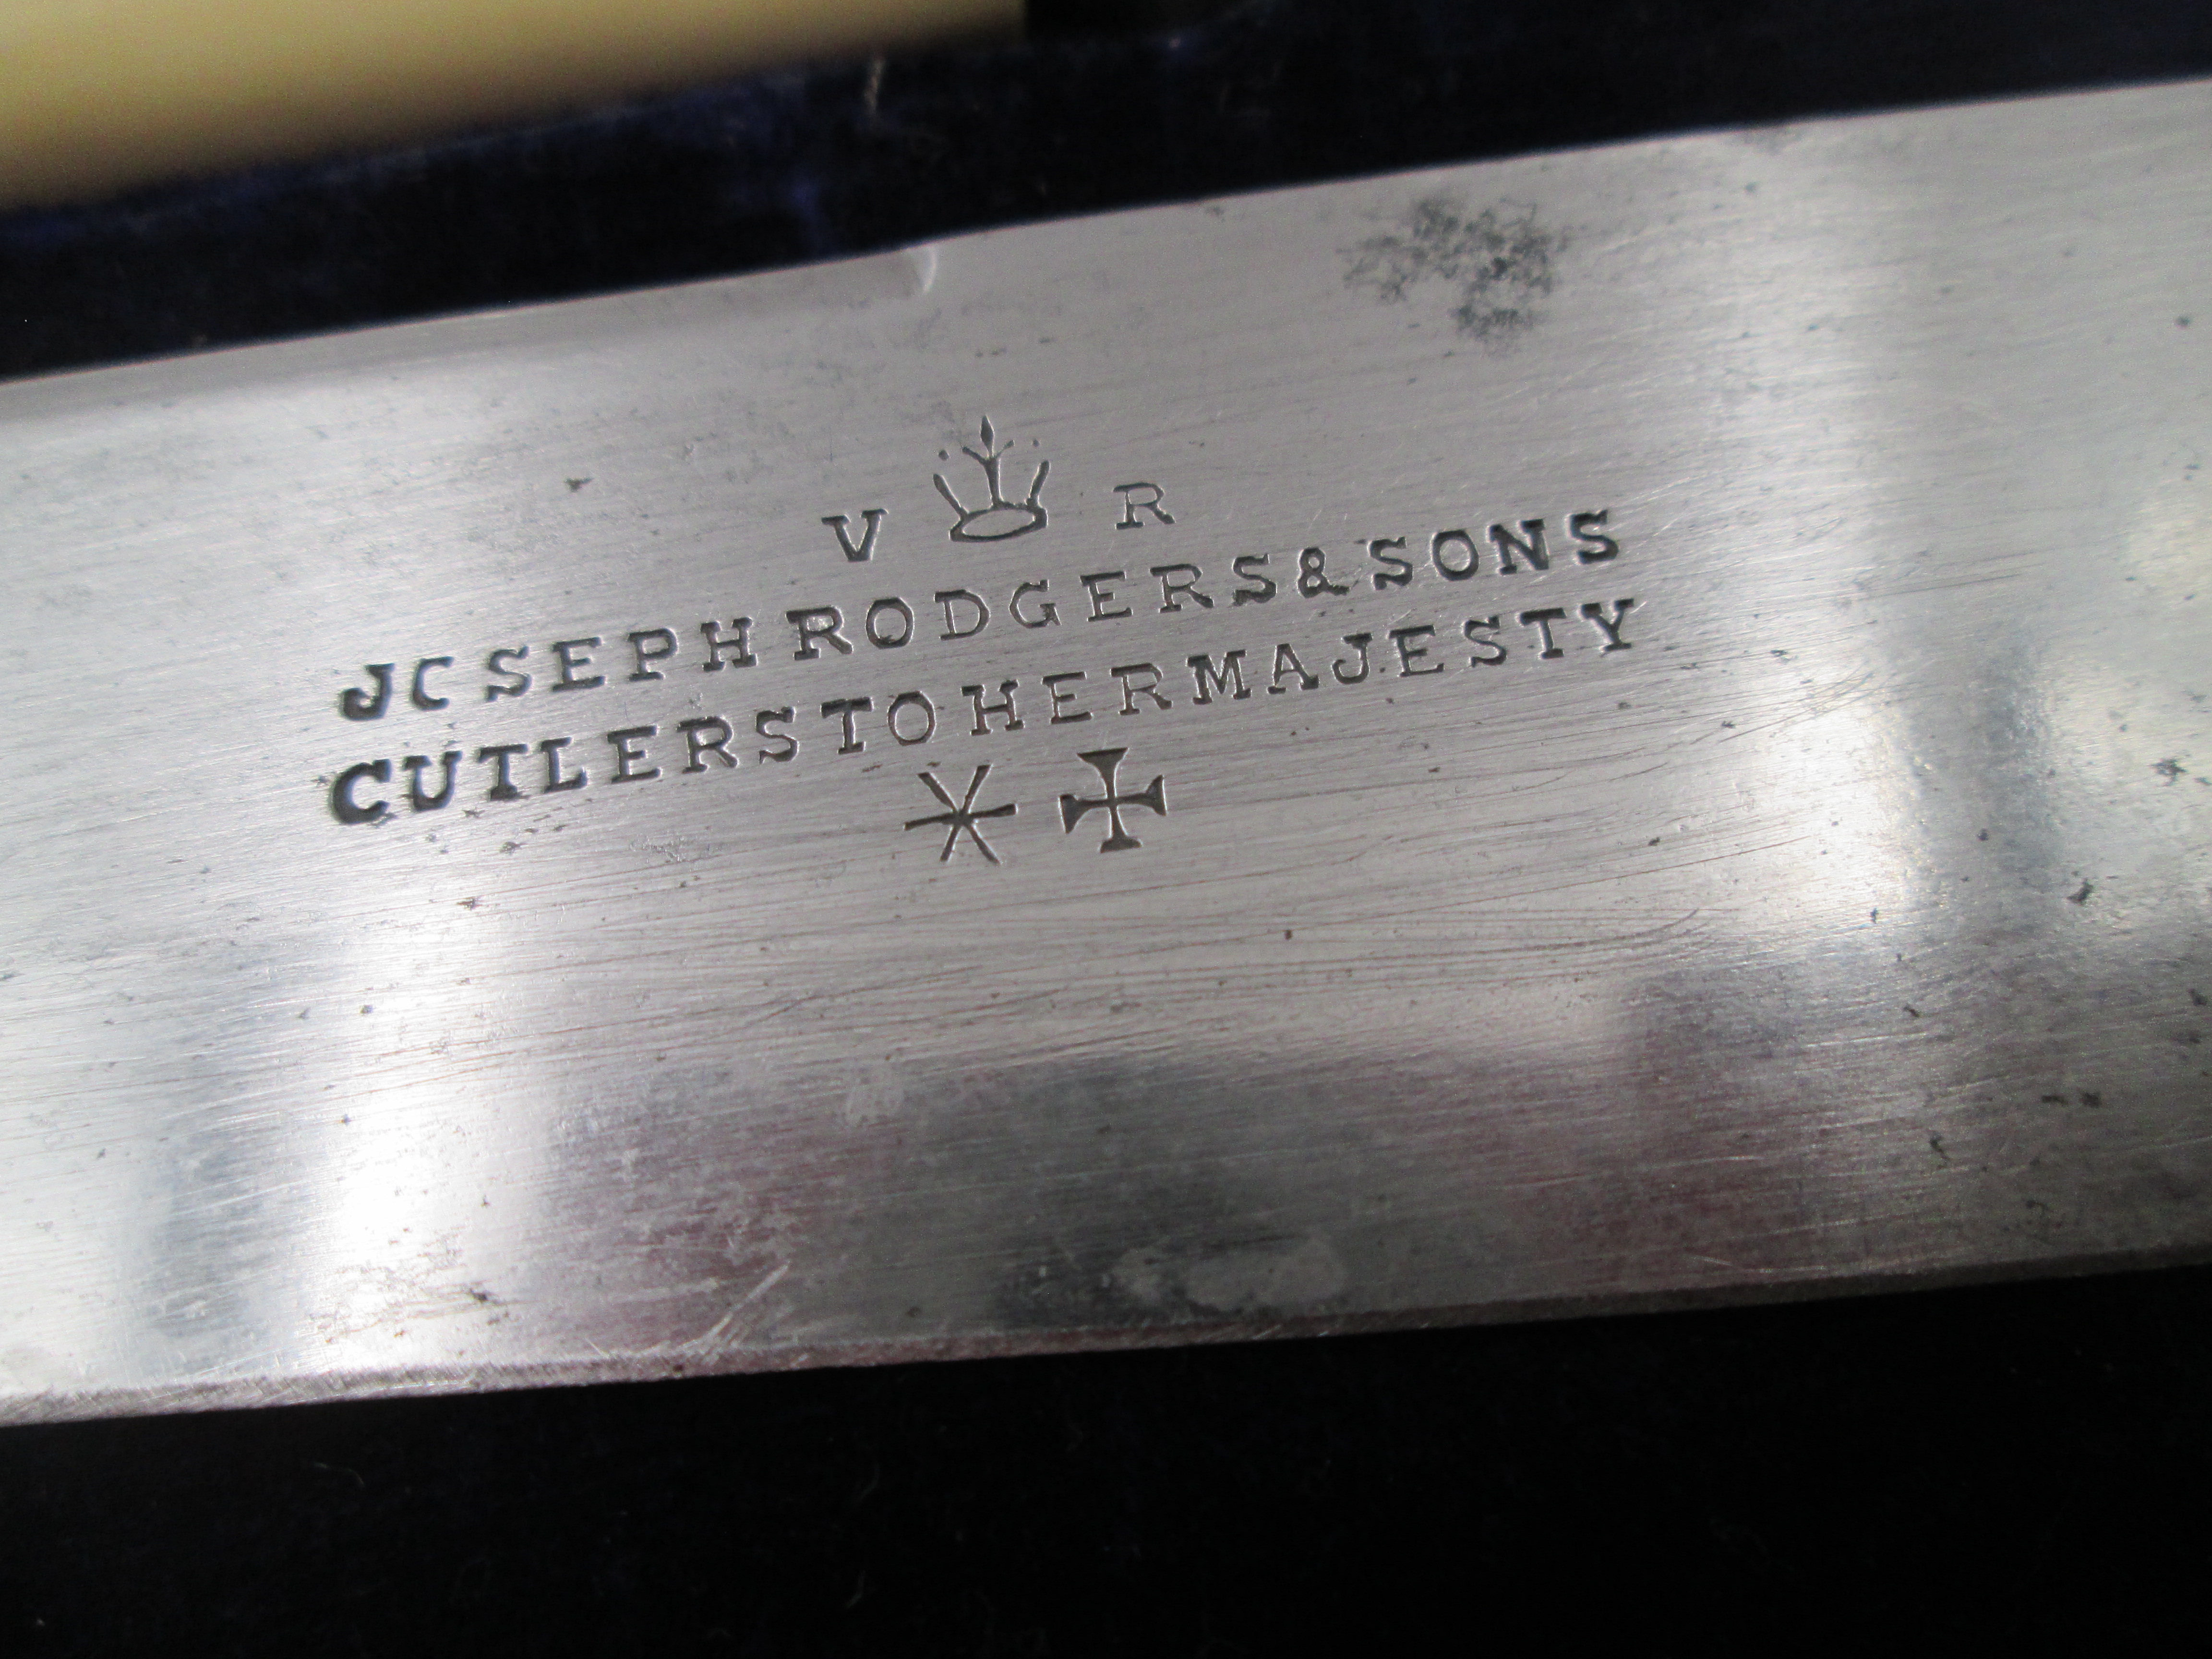 V R
JOSEPH RODGERS & SONS
CUTLERS TO HER MAJESTY